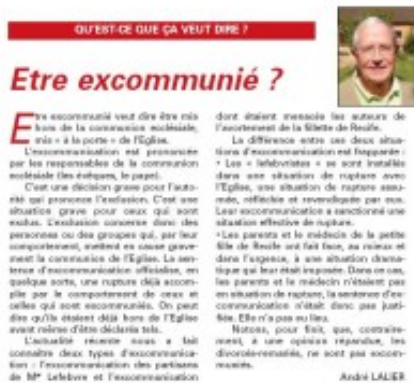 QU'EST-CE QUE ÇA VEUT DIRE ?
Etre excommunié ?
Etre excommunié veut dire être mis
hors de la communion ecclésiale,
mis « à la porte » de l'Eglise.
L'excommunication est prononcée
par les responsables de la communion
ecclésiale (les évêques, le pape).
C'est une décision grave pour l'auto-
rité qui prononce l'exclusion. C'est une
situation grave pour ceux qui sont
exclus. L'exclusion concerne donc des
personnes ou des groupes qui, par leur
comportement, mettent en cause grave-
ment la communion de l'Eglise. La sen-
tence d'excommunication officialise, en
quelque sorte, une rupture déjà accom-
plie par le comportement de ceux et
celles qui sont excommuniés. On peut
dire qu'ils étaient déjà hors de l'Eglise
avant même d'être déclarés tels.
L'actualité récente nous a fait
connaître deux types d'excommunica-
tion : l'excommunication des partisans
de Mgr Lefebvre et l'excommunication
dont étaient menacés les auteurs de
l'avortement de la fillette de Recife.
La différence entre ces deux situa-
tions d'excommunication est frappante :
• Les « lefebvristes » se sont installés
dans une situation de rupture avec
l'Eglise, une situation de rupture assu-
mée, réfléchie et revendiquée par eux.
Leur excommunication a sanctionné une
situation effective de rupture.
• Les parents et le médecin de la petite
fille de Recife ont fait face, au mieux et
dans l'urgence, à une situation drama-
tique qui leur était imposée. Dans ce cas,
les parents et le médecin n'étaient pas
en situation de rupture, la sentence d'ex-
communication n'était donc pas justi-
fiée. Elle n'a pas eu lieu.
Notons, pour finir, que, contraire-
ment, à une opinion répandue, les
divorcés-remariés, ne sont pas excom-
muniés.
André LALIER